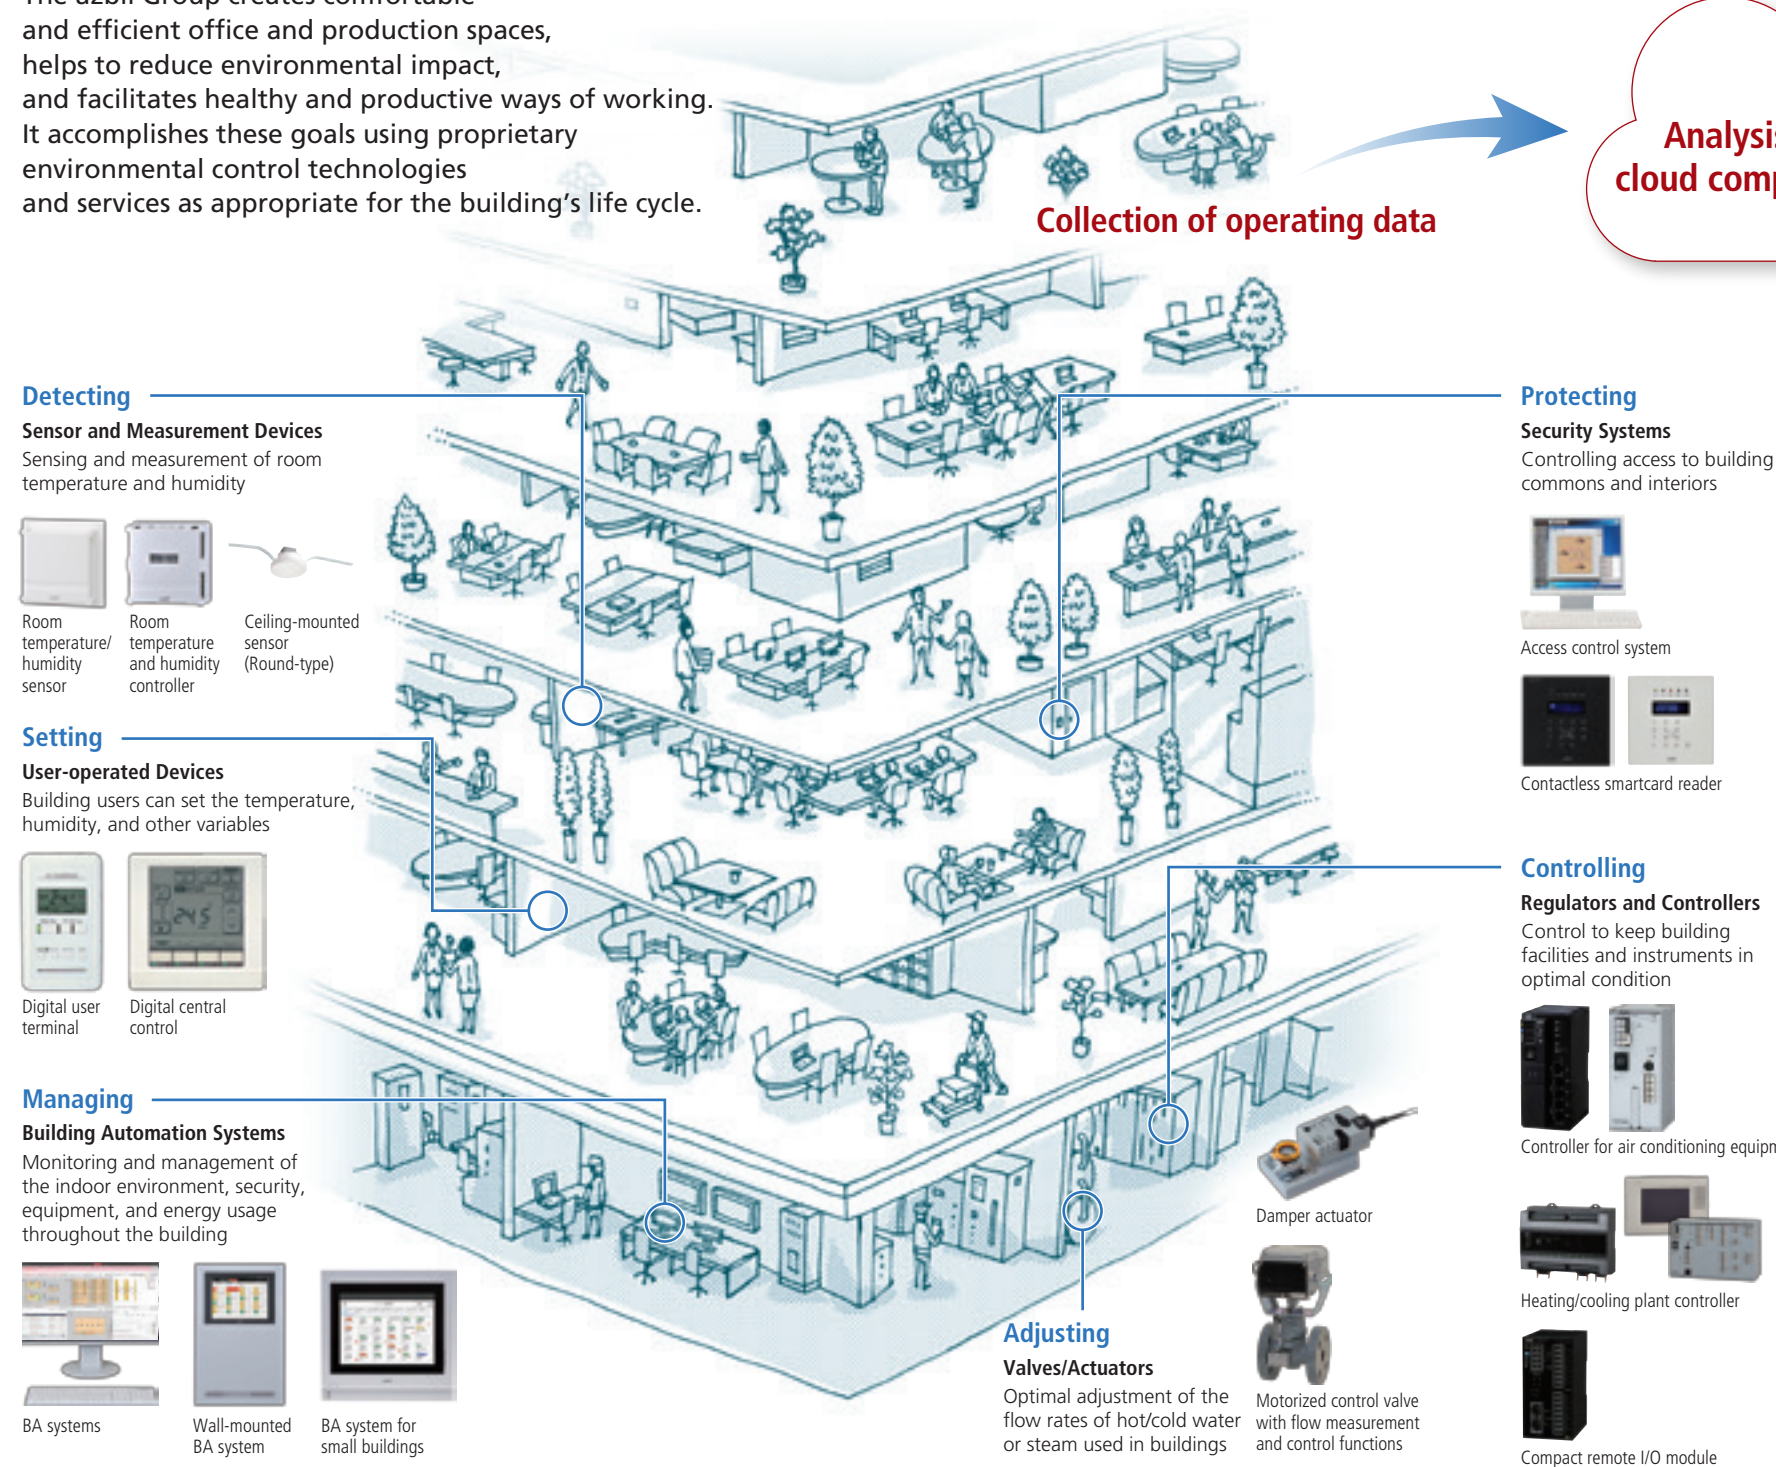 and efficient office and production spaces,
helps to reduce environmental impact,
and facilitates healthy and productive ways of working.
It accomplishes these goals using proprietary
environmental control technologies
and services as appropriate for the building's life cycle.
Collection of operating data
Analysis
cloud comp
Detecting
Sensor and Measurement Devices
Sensing and measurement of room
temperature and humidity
Room
temperature/
humidity
sensor
Room
temperature
and humidity
controller
Ceiling-mounted
sensor
(Round-type)
Setting
User-operated Devices
Building users can set the temperature,
humidity, and other variables
Digital user
terminal
Digital central
control
Managing
Building Automation Systems
Monitoring and management of
the indoor environment, security,
equipment, and energy usage
throughout the building
BA systems
Wall-mounted
BA system
BA system for
small buildings
Adjusting
Valves/Actuators
Optimal adjustment of the
flow rates of hot/cold water
or steam used in buildings
Damper actuator
Motorized control valve
with flow measurement
and control functions
Protecting
Security Systems
Controlling access to building
commons and interiors
Access control system
Contactless smartcard reader
Controlling
Regulators and Controllers
Control to keep building
facilities and instruments in
optimal condition
Controller for air conditioning equipm
Heating/cooling plant controller
Compact remote I/O module